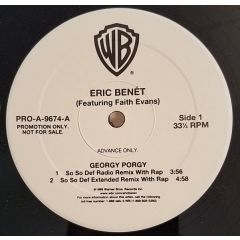 WB
®
ERIC BENÉT
(Featuring Faith Evans)
PRO-A-9674-A
PROMOTION ONLY.
NOT FOR SALE.
Side 1
33⅓ RPM
ADVANCE ONLY.
GEORGY PORGY
1 So So Def Radio Remix With Rap 3:56
2 So So Def Extended Remix With Rap 4:58